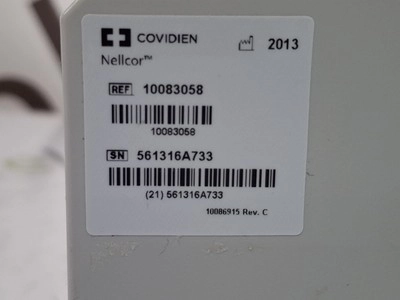 COVIDIEN
2013
Nellcor™
REF 10083058
10083058
SN 561316A733
(21) 561316A733
10086915 Rev. C